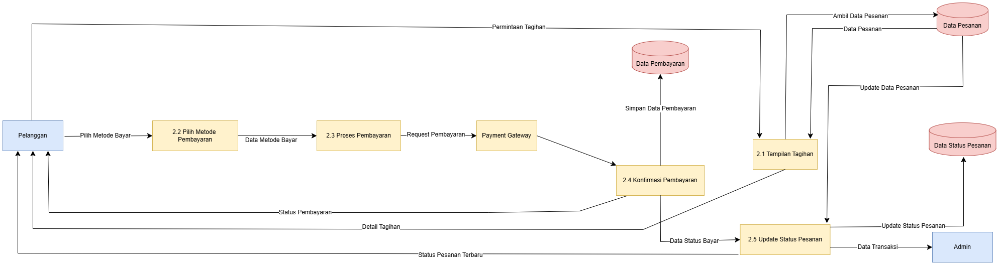 Ambil Data Pesanan
Data Pesanan
Permintaan Tagihan
Data Pesanan
Data Pembayaran
Update Data Pesanan
Simpan Data Pembayaran
Pelanggan
Pilih Metode Bayar
2.2 Pilih Metode
Pembayaran
Data Metode Bayar
2.3 Proses Pembayaran
Request Pembayaran
Payment Gateway
Data Status Pesanan
2.1 Tampilan Tagihan
2.4 Konfirmasi Pembayaran
Status Pembayaran
Detail Tagihan
Update Status Pesanan
Data Status Bayar
2.5 Update Status Pesanan
Data Transaksi
Admin
Status Pesanan Terbaru